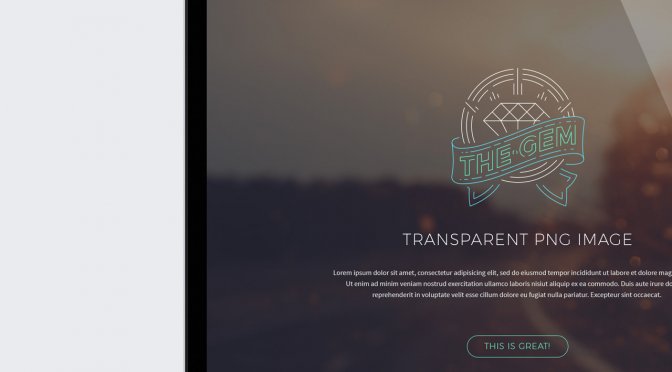 THE GEM
TRANSPARENT PNG IMAGE
Lorem ipsum dolor sit amet, consectetur adipisicing elit, sed do eiusmod tempor incididunt ut labore et dolore mag
Ut enim ad minim veniam nostrud exercitation ullamco laboris nisiut aliquip ex ea commodo. Duis aute irure do
reprehenderit in voluptate velit esse cillum dolore eu fugiat nulla pariatur. Excepteur sint occaecat.
THIS IS GREAT!